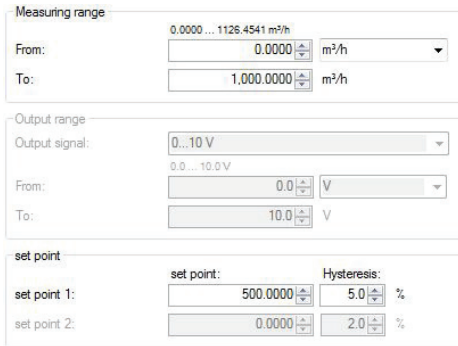 Measuring range
0.0000 ... 1126.4541 m³/h
From: 0.0000 m³/h
To: 1,000.0000 m³/h
Output range
Output signal: 0...10 V
0.0 ... 10.0 V
From: 0.0 V
To: 10.0 V
set point
set point: Hysteresis:
set point 1: 500.0000 5.0 %
set point 2: 0.0000 2.0 %